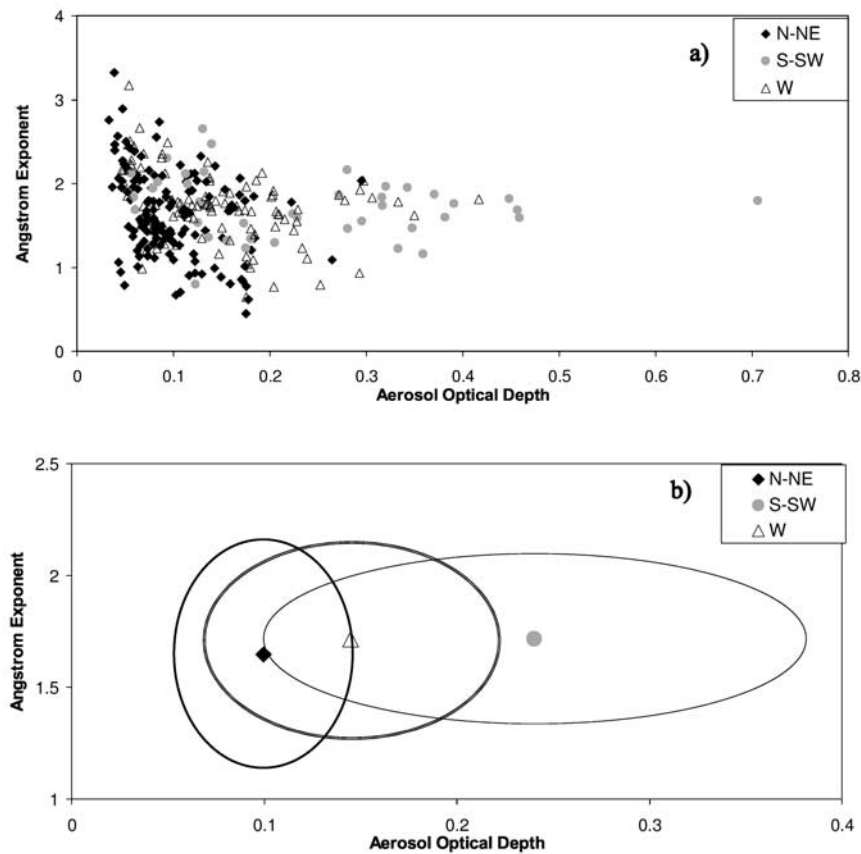 4
3
2
1
0
Angstrom Exponent
a)
N-NE
S-SW
W
0 0.1 0.2 0.3 0.4 0.5 0.6 0.7 0.8
Aerosol Optical Depth
2.5
2
1.5
1
Angstrom Exponent
b)
N-NE
S-SW
W
0 0.1 0.2 0.3 0.4
Aerosol Optical Depth